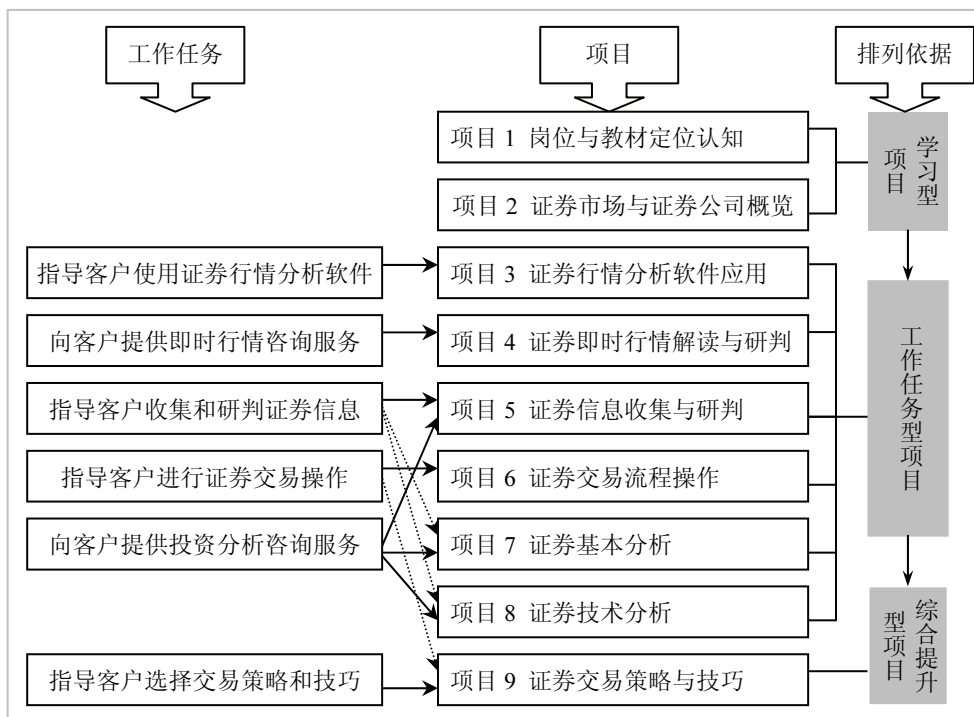 工作任务
项目
排列依据
项目 1 岗位与教材定位认知
项目 2 证券市场与证券公司概览
学习型
项目
指导客户使用证券行情分析软件
项目 3 证券行情分析软件应用
向客户提供即时行情咨询服务
项目 4 证券即时行情解读与研判
指导客户收集和研判证券信息
项目 5 证券信息收集与研判
指导客户进行证券交易操作
项目 6 证券交易流程操作
向客户提供投资分析咨询服务
项目 7 证券基本分析
项目 8 证券技术分析
工作任务型项目
指导客户选择交易策略和技巧
项目 9 证券交易策略与技巧
综合提升
型项目